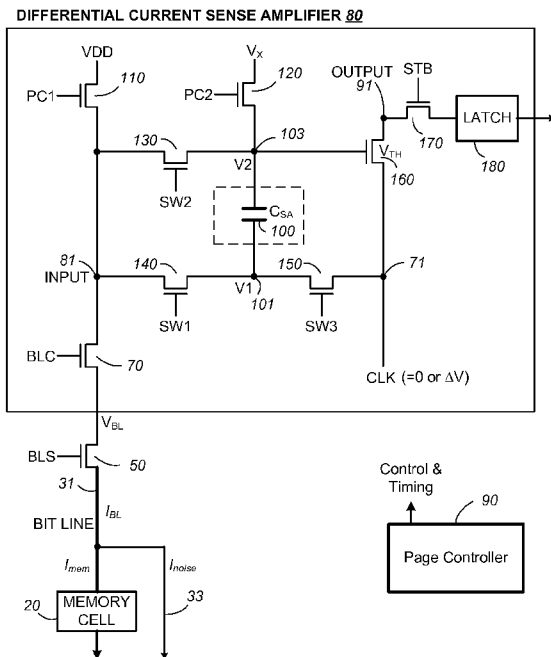 DIFFERENTIAL CURRENT SENSE AMPLIFIER 80
VDD
VX
PC1
110
PC2
120
OUTPUT
91
STB
130
103
V2
SW2
VTH
160
170
LATCH
180
CSA
100
81
INPUT
140
V1
101
150
71
SW1
SW3
BLC
70
CLK (=0 or ΔV)
VBL
BLS
50
31
IBL
BIT LINE
Imem
Inoise
20
MEMORY
CELL
33
Control &
Timing
90
Page Controller